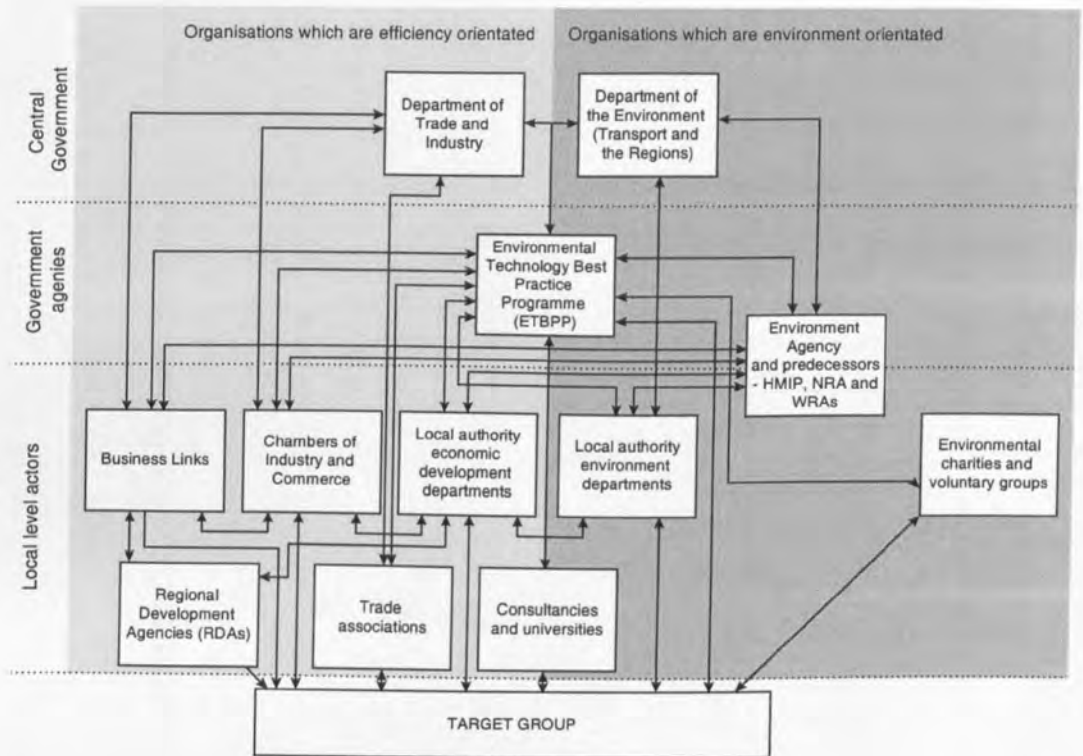 Organisations which are efficiency orientated
Organisations which are environment orientated
Central
Government
Department of
Trade and
Industry
Department of
the Environment
(Transport and
the Regions)
Government
agenies
Environmental
Technology Best
Practice
Programme
(ETBPP)
Environment
Agency
and predecessors
- HMIP, NRA and
WRAs
Local level actors
Business Links
Chambers of
Industry and
Commerce
Local authority
economic
development
departments
Local authority
environment
departments
Environmental
charities and
voluntary groups
Regional
Development
Agencies (RDAs)
Trade
associations
Consultancies
and universities
TARGET GROUP